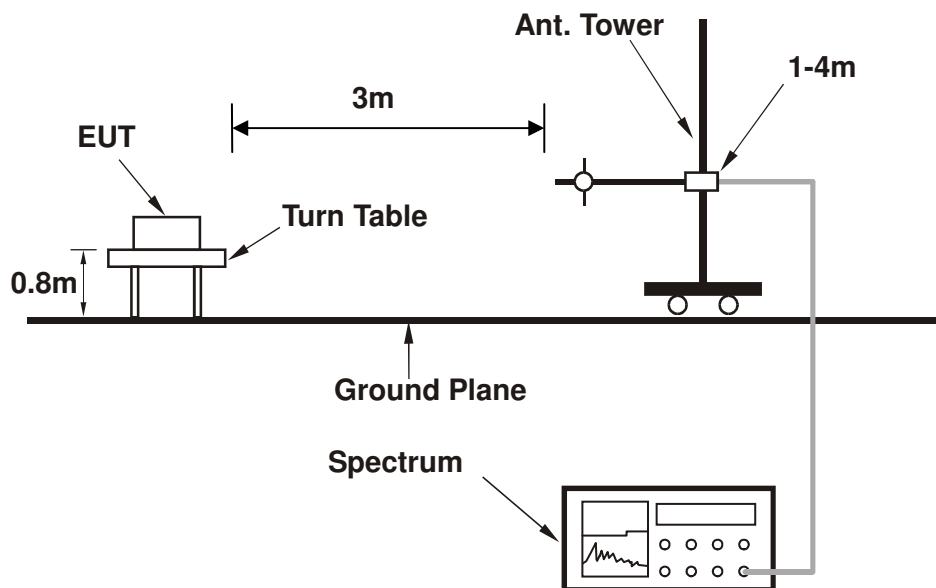 Ant. Tower
1-4m
3m
EUT
Turn Table
0.8m
Ground Plane
Spectrum